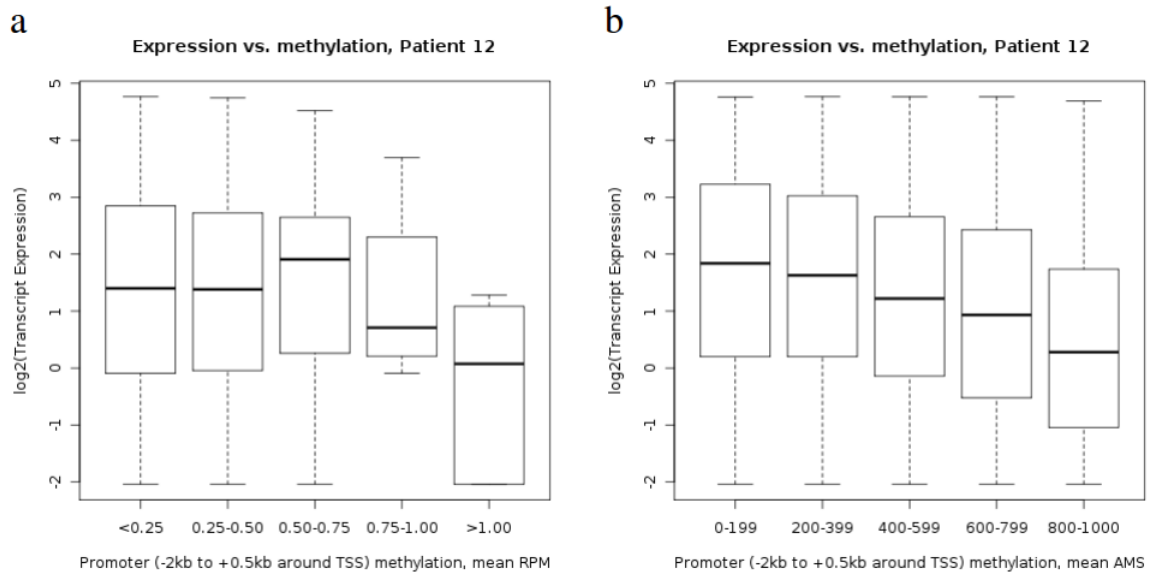 a
Expression vs. methylation, Patient 12
log2(Transcript Expression)
5
4
3
2
1
0
-1
-2
<0.25 0.25-0.50 0.50-0.75 0.75-1.00 >1.00
Promoter (-2kb to +0.5kb around TSS) methylation, mean RPM
b
Expression vs. methylation, Patient 12
log2(Transcript Expression)
5
4
3
2
1
0
-1
-2
0-199 200-399 400-599 600-799 800-1000
Promoter (-2kb to +0.5kb around TSS) methylation, mean AMS